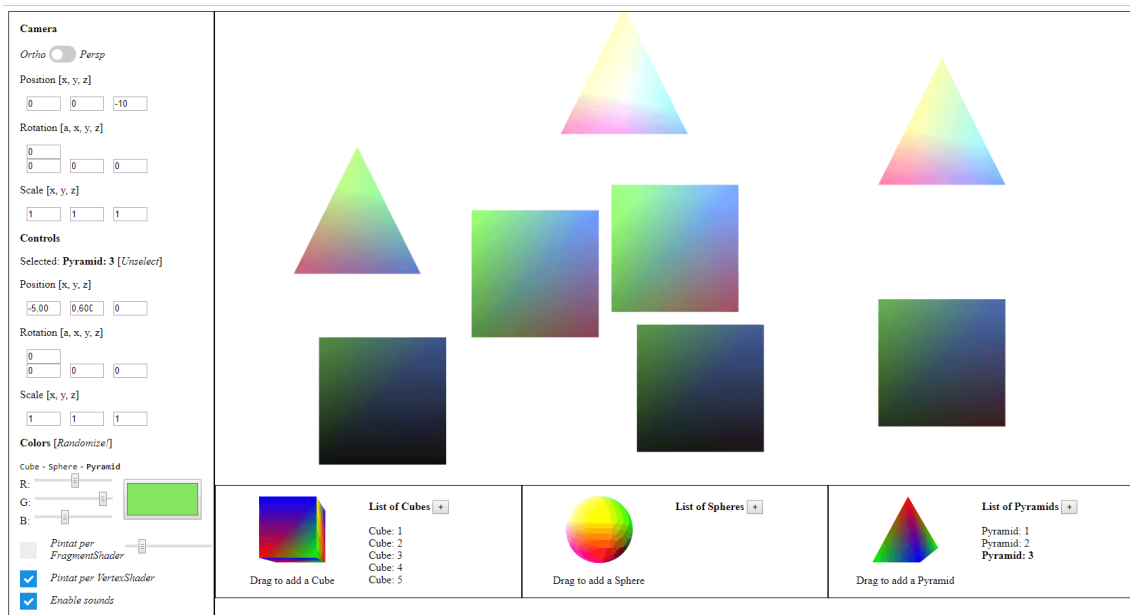 Camera
Ortho Persp
Position [x, y, z]
0 0 -10
Rotation [a, x, y, z]
0
0 0 0
Scale [x, y, z]
1 1 1
Controls
Selected: Pyramid: 3 [Unselect]
Position [x, y, z]
-5,00 0,600 0
Rotation [a, x, y, z]
0
0 0 0
Scale [x, y, z]
1 1 1
Colors [Randomize!]
Cube - Sphere - Pyramid
R:
G:
B:
Pintat per
FragmentShader
Pintat per VertexShader
Enable sounds
Drag to add a Cube
List of Cubes +
Cube: 1
Cube: 2
Cube: 3
Cube: 4
Cube: 5
Drag to add a Sphere
List of Spheres +
Drag to add a Pyramid
List of Pyramids +
Pyramid: 1
Pyramid: 2
Pyramid: 3